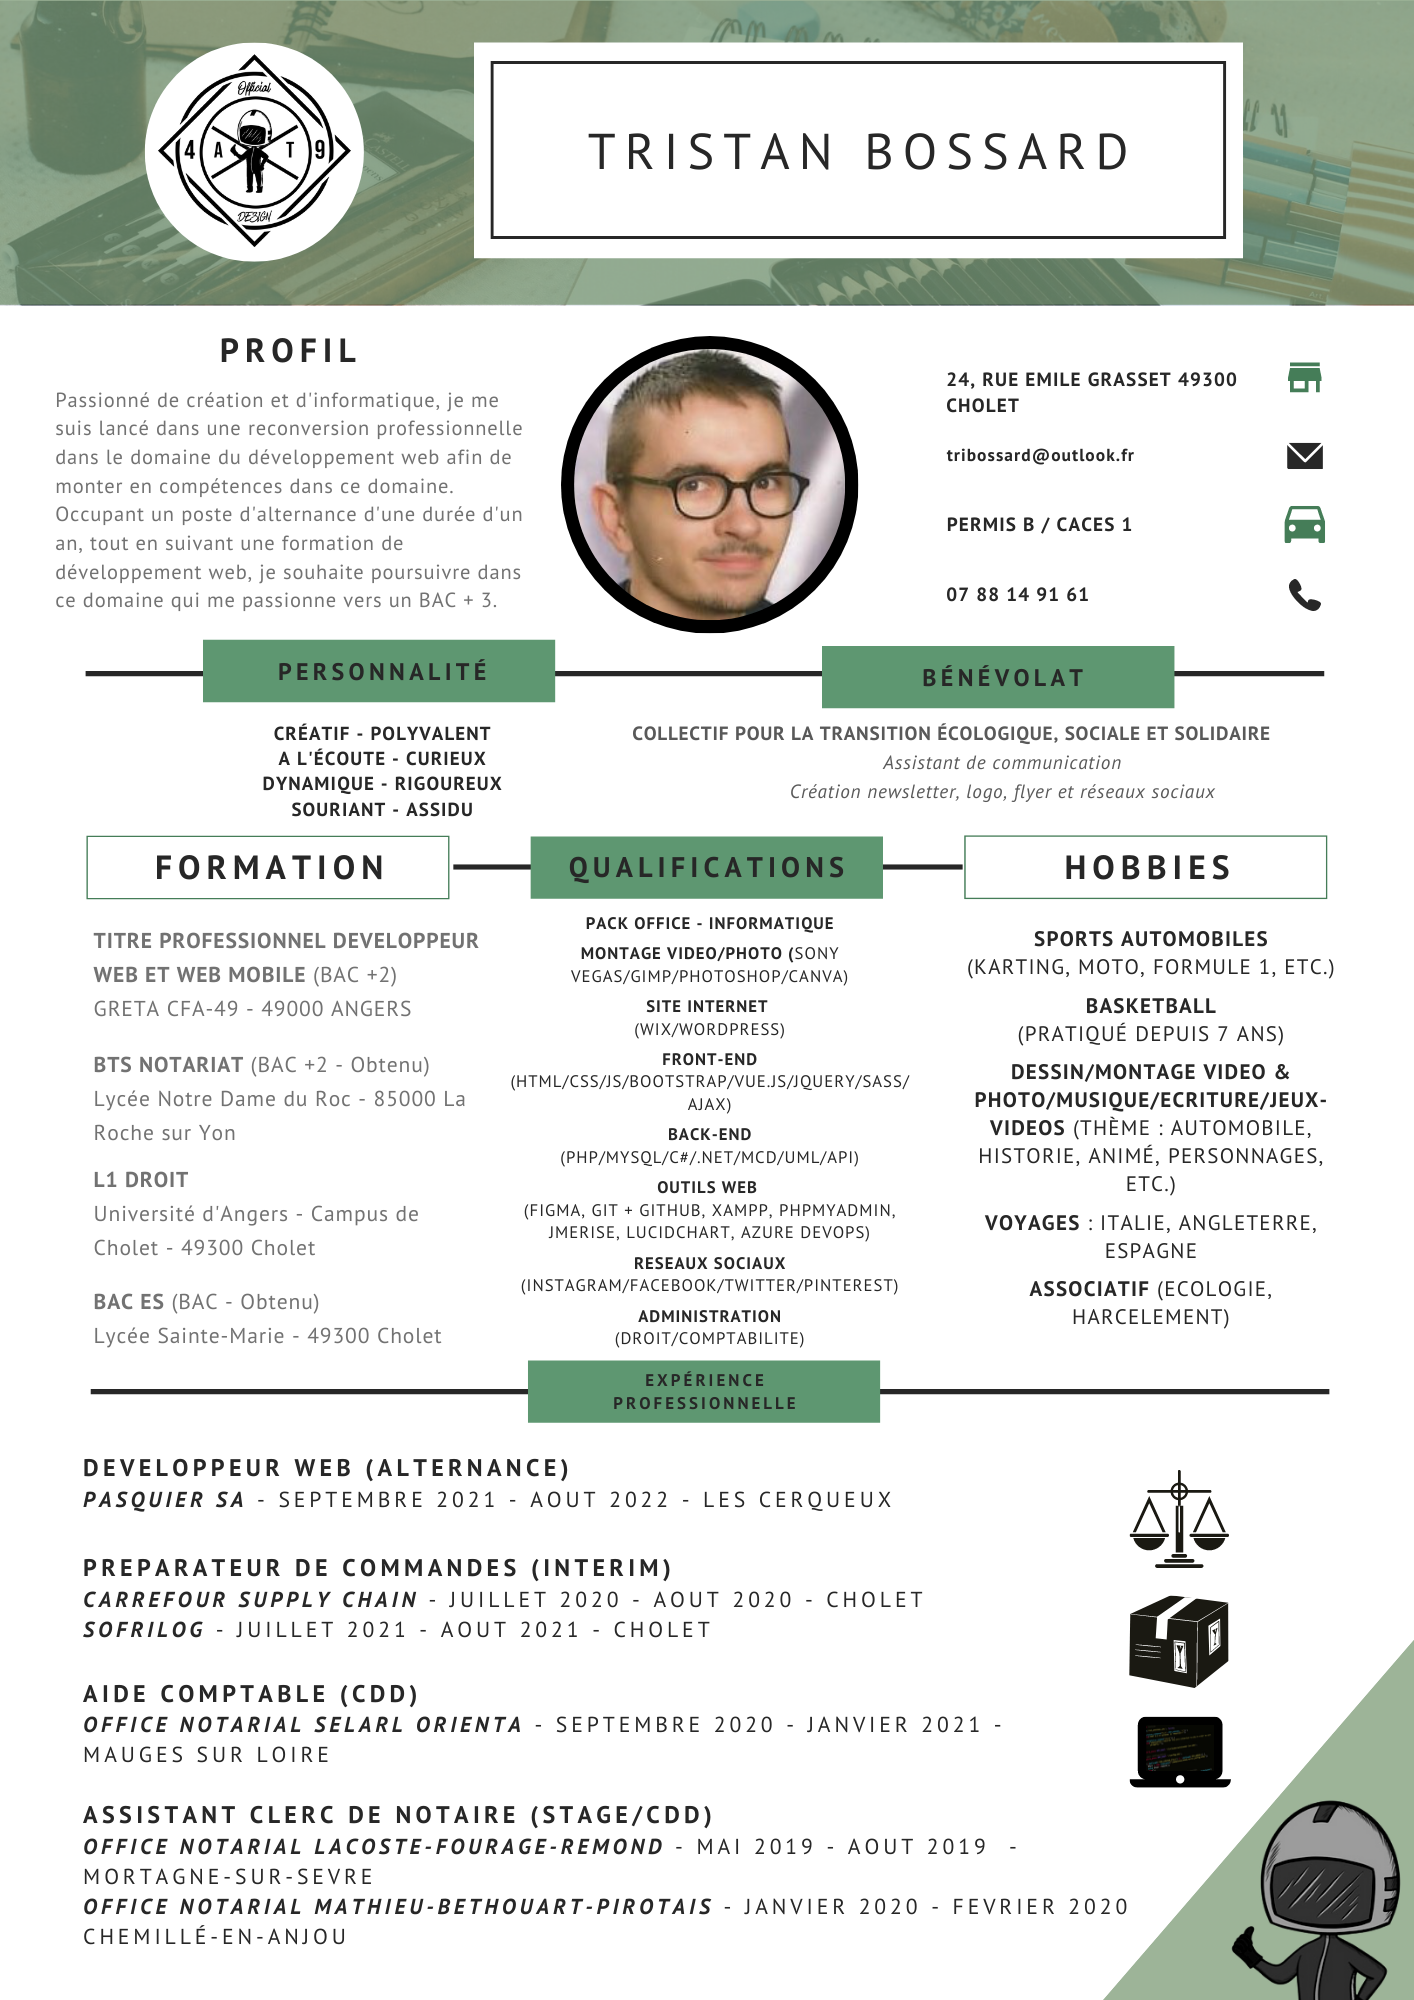 Official
4 A T 9
DESIGN
TRISTAN BOSSARD
PROFIL
Passionné de création et d'informatique, je me
suis lancé dans une reconversion professionnelle
dans le domaine du développement web afin de
monter en compétences dans ce domaine.
Occupant un poste d'alternance d'une durée d'un
an, tout en suivant une formation de
développement web, je souhaite poursuivre dans
ce domaine qui me passionne vers un BAC + 3.
24, RUE EMILE GRASSET 49300
CHOLET
tribossard@outlook.fr
PERMIS B / CACES 1
07 88 14 91 61
PERSONNALITÉ
CRÉATIF - POLYVALENT
A L'ÉCOUTE - CURIEUX
DYNAMIQUE - RIGOUREUX
SOURIANT - ASSIDU
BÉNÉVOLAT
COLLECTIF POUR LA TRANSITION ÉCOLOGIQUE, SOCIALE ET SOLIDAIRE
Assistant de communication
Création newsletter, logo, flyer et réseaux sociaux
FORMATION
TITRE PROFESSIONNEL DEVELOPPEUR
WEB ET WEB MOBILE (BAC +2)
GRETA CFA-49 - 49000 ANGERS
BTS NOTARIAT (BAC +2 - Obtenu)
Lycée Notre Dame du Roc - 85000 La
Roche sur Yon
L1 DROIT
Université d'Angers - Campus de
Cholet - 49300 Cholet
BAC ES (BAC - Obtenu)
Lycée Sainte-Marie - 49300 Cholet
QUALIFICATIONS
PACK OFFICE - INFORMATIQUE
MONTAGE VIDEO/PHOTO (SONY
VEGAS/GIMP/PHOTOSHOP/CANVA)
SITE INTERNET
(WIX/WORDPRESS)
FRONT-END
(HTML/CSS/JS/BOOTSTRAP/VUE.JS/JQUERY/SASS/
AJAX)
BACK-END
(PHP/MYSQL/C#/.NET/MCD/UML/API)
OUTILS WEB
(FIGMA, GIT + GITHUB, XAMPP, PHPMYADMIN,
JMERISE, LUCIDCHART, AZURE DEVOPS)
RESEAUX SOCIAUX
(INSTAGRAM/FACEBOOK/TWITTER/PINTEREST)
ADMINISTRATION
(DROIT/COMPTABILITE)
HOBBIES
SPORTS AUTOMOBILES
(KARTING, MOTO, FORMULE 1, ETC.)
BASKETBALL
(PRATIQUÉ DEPUIS 7 ANS)
DESSIN/MONTAGE VIDEO &
PHOTO/MUSIQUE/ECRITURE/JEUX-
VIDEOS (THÈME : AUTOMOBILE,
HISTORIE, ANIMÉ, PERSONNAGES,
ETC.)
VOYAGES : ITALIE, ANGLETERRE,
ESPAGNE
ASSOCIATIF (ECOLOGIE,
HARCELEMENT)
EXPÉRIENCE
PROFESSIONNELLE
DEVELOPPEUR WEB (ALTERNANCE)
PASQUIER SA - SEPTEMBRE 2021 - AOUT 2022 - LES CERQUEUX
PREPARATEUR DE COMMANDES (INTERIM)
CARREFOUR SUPPLY CHAIN - JUILLET 2020 - AOUT 2020 - CHOLET
SOFRILOG - JUILLET 2021 - AOUT 2021 - CHOLET
AIDE COMPTABLE (CDD)
OFFICE NOTARIAL SELARL ORIENTA - SEPTEMBRE 2020 - JANVIER 2021 -
MAUGES SUR LOIRE
ASSISTANT CLERC DE NOTAIRE (STAGE/CDD)
OFFICE NOTARIAL LACOSTE-FOURAGE-REMOND - MAI 2019 - AOUT 2019 -
MORTAGNE-SUR-SEVRE
OFFICE NOTARIAL MATHIEU-BETHOUART-PIROTAIS - JANVIER 2020 - FEVRIER 2020
CHEMILLÉ-EN-ANJOU